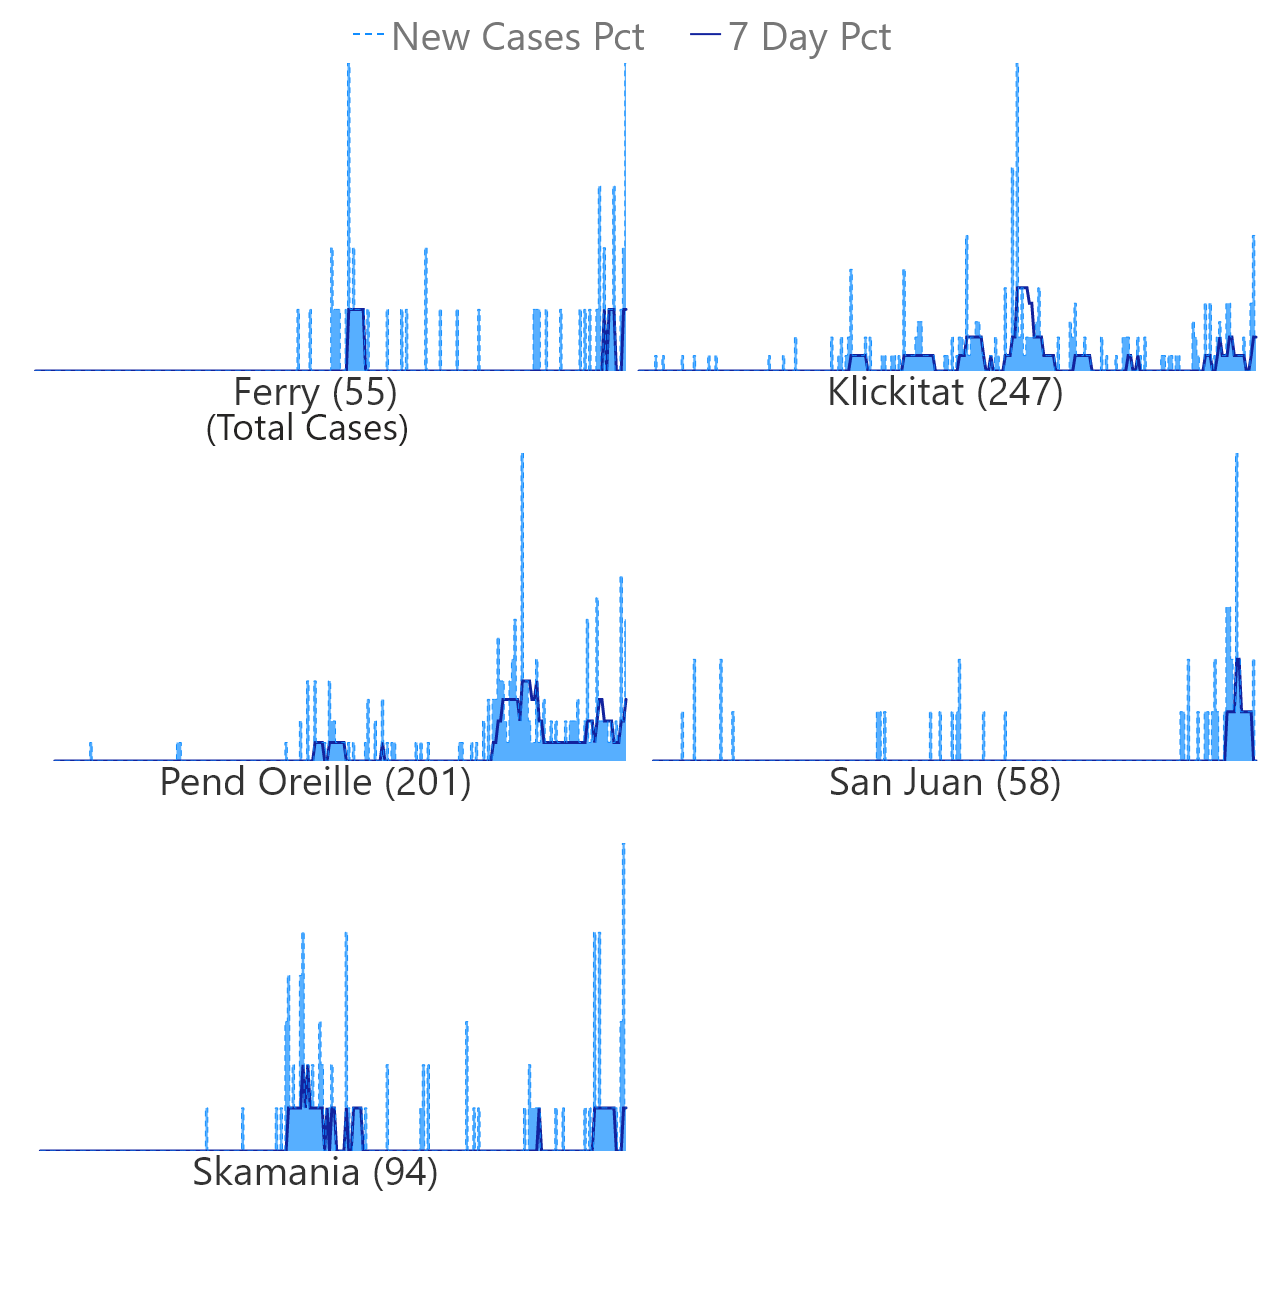 New Cases Pct 7 Day Pct
Ferry (55)
(Total Cases)
Klickitat (247)
Pend Oreille (201)
San Juan (58)
Skamania (94)